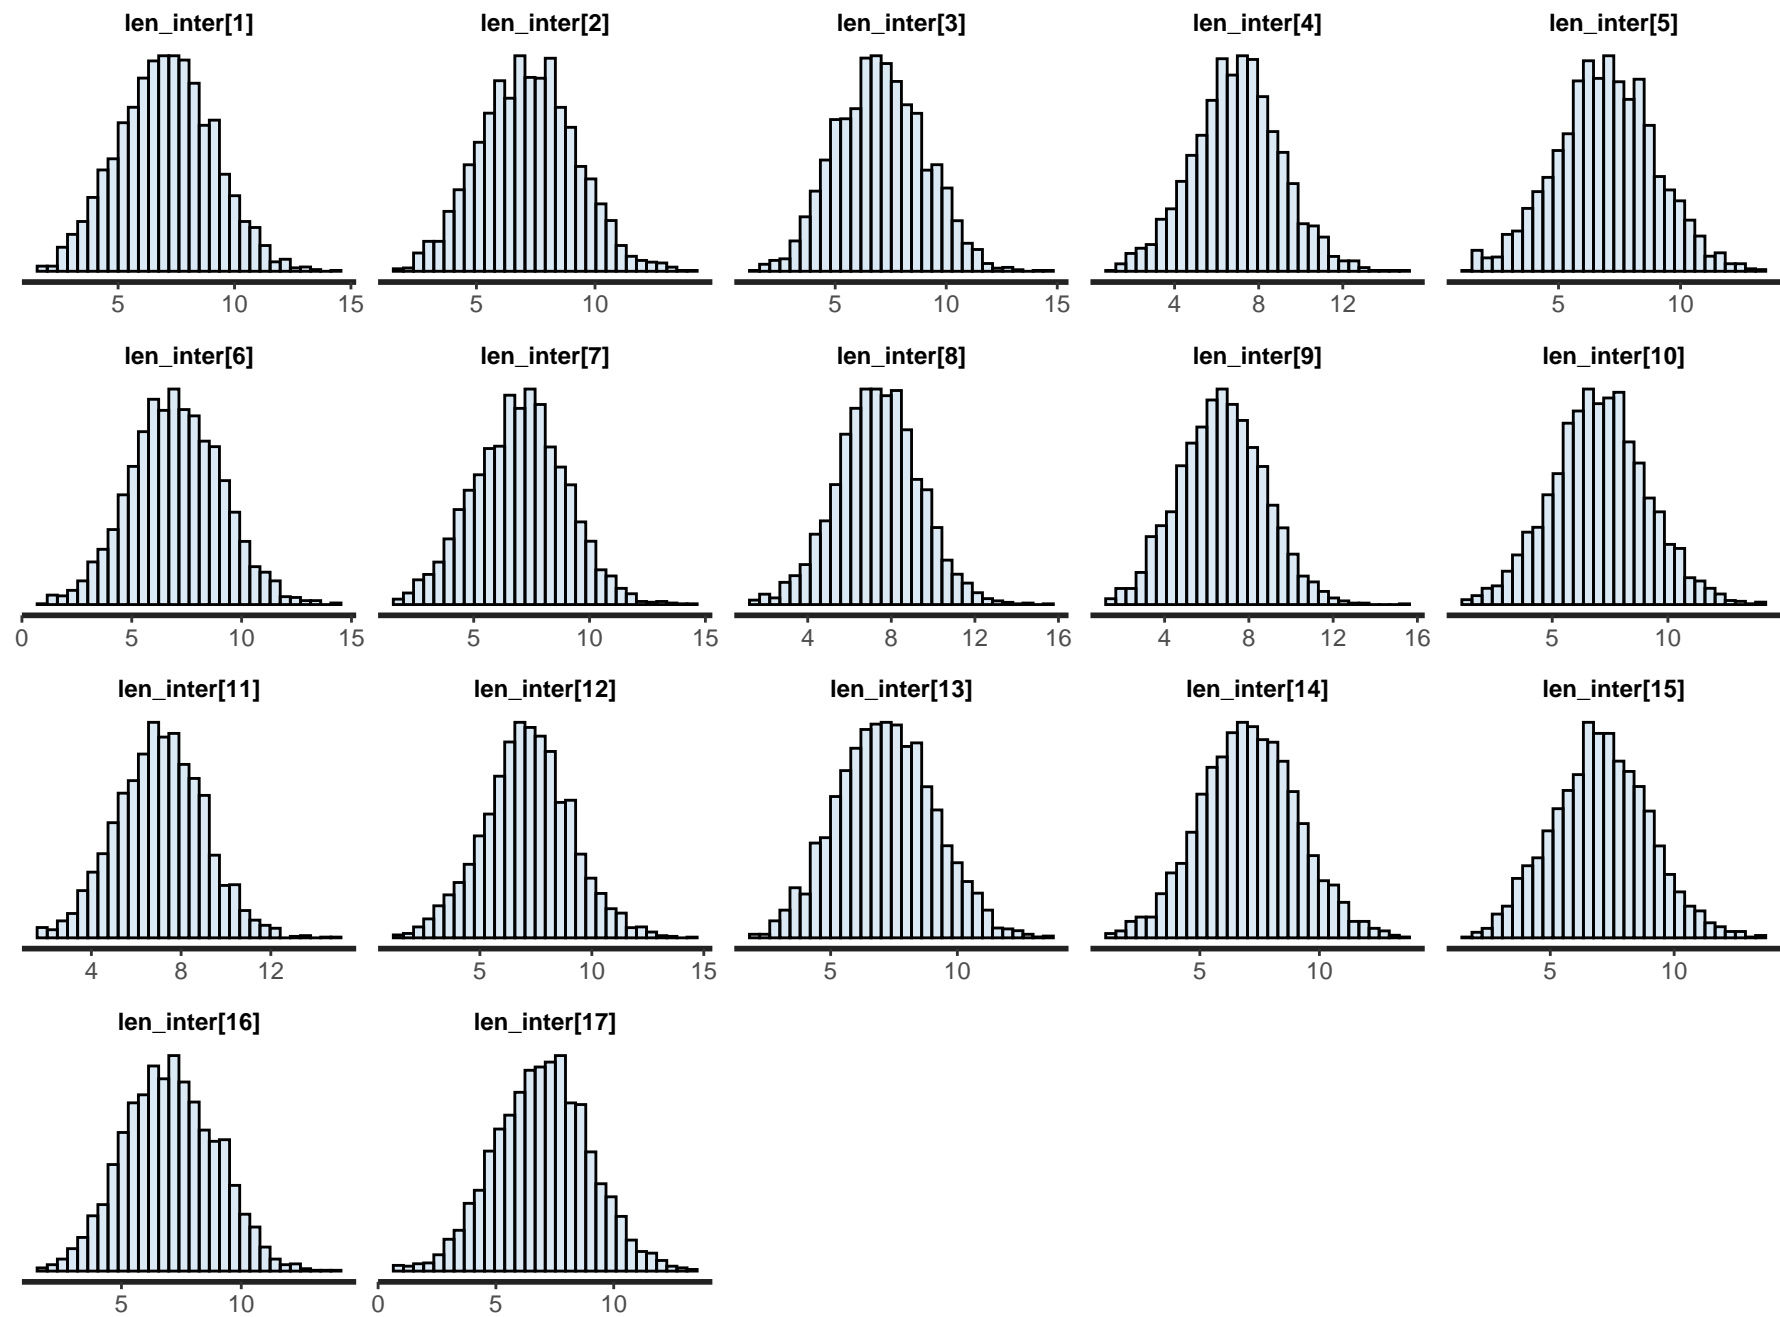 len_inter[1] len_inter[2] len_inter[3] len_inter[4] len_inter[5]
5 10 15 5 10 5 10 15 4 8 12 5 10
len_inter[6] len_inter[7] len_inter[8] len_inter[9] len_inter[10]
0 5 10 15 5 10 15 4 8 12 16 4 8 12 16 5 10
len_inter[11] len_inter[12] len_inter[13] len_inter[14] len_inter[15]
4 8 12 5 10 15 5 10 5 10 5 10
len_inter[16] len_inter[17]
5 10 0 5 10